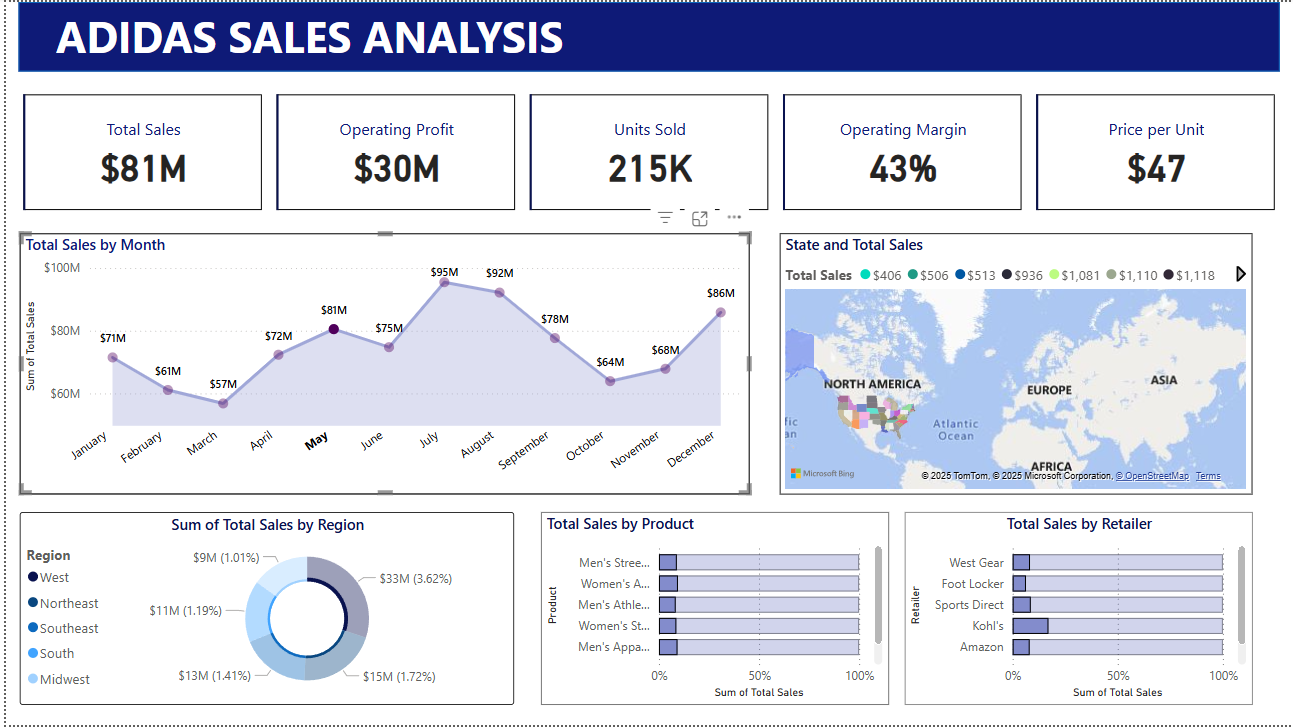 ADIDAS SALES ANALYSIS
Total Sales
$81M
Operating Profit
$30M
Units Sold
215K
Operating Margin
43%
Price per Unit
$47
Total Sales by Month
Sum of Total Sales
$100M
$80M
$60M
$71M
$61M
$57M
$72M
$81M
$75M
$95M
$92M
$78M
$64M
$68M
$86M
January
February
March
April
May
June
July
August
September
October
November
December
State and Total Sales
Total Sales $406 $506 $513 $936 $1,081 $1,110 $1,118
NORTH AMERICA
EUROPE
ASIA
fic
an
Atlantic
Ocean
AFRICA
Microsoft Bing
© 2025 TomTom, © 2025 Microsoft Corporation, © OpenStreetMap Terms
Sum of Total Sales by Region
Region
West
Northeast
Southeast
South
Midwest
$9M (1.01%)
$33M (3.62%)
$11M (1.19%)
$13M (1.41%)
$15M (1.72%)
Total Sales by Product
Product
Men's Stree...
Women's A...
Men's Athle...
Women's St...
Men's Appa...
0% 50% 100%
Sum of Total Sales
Total Sales by Retailer
Retailer
West Gear
Foot Locker
Sports Direct
Kohl's
Amazon
0% 50% 100%
Sum of Total Sales